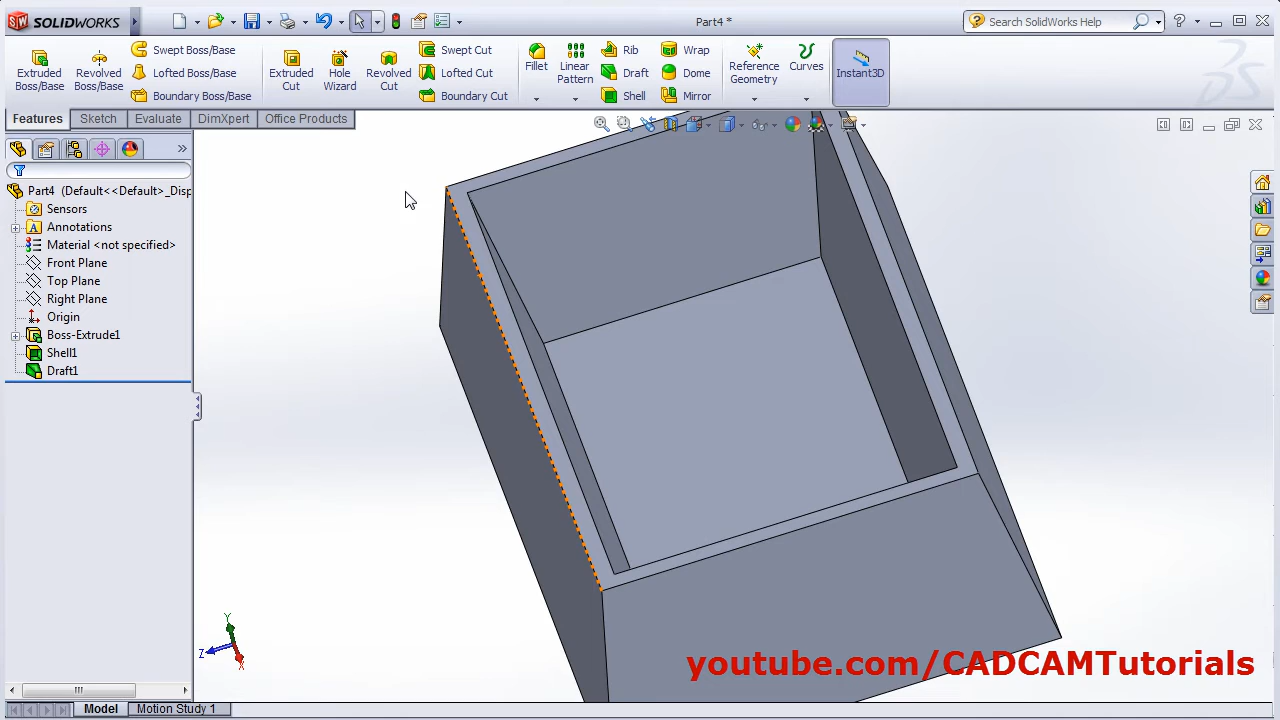 SOLIDWORKS
Part4 *
Search SolidWorks Help
Extruded Boss/Base
Revolved Boss/Base
Swept Boss/Base
Lofted Boss/Base
Boundary Boss/Base
Extruded Cut
Hole Wizard
Revolved Cut
Swept Cut
Lofted Cut
Boundary Cut
Fillet
Linear Pattern
Rib
Draft
Shell
Wrap
Dome
Mirror
Reference Geometry
Curves
Instant3D
Features
Sketch
Evaluate
DimXpert
Office Products
Part4 (Default<<Default>_Disp
Sensors
Annotations
Material <not specified>
Front Plane
Top Plane
Right Plane
Origin
Boss-Extrude1
Shell1
Draft1
Y
Z
X
youtube.com/CADCAMTutorials
Model
Motion Study 1